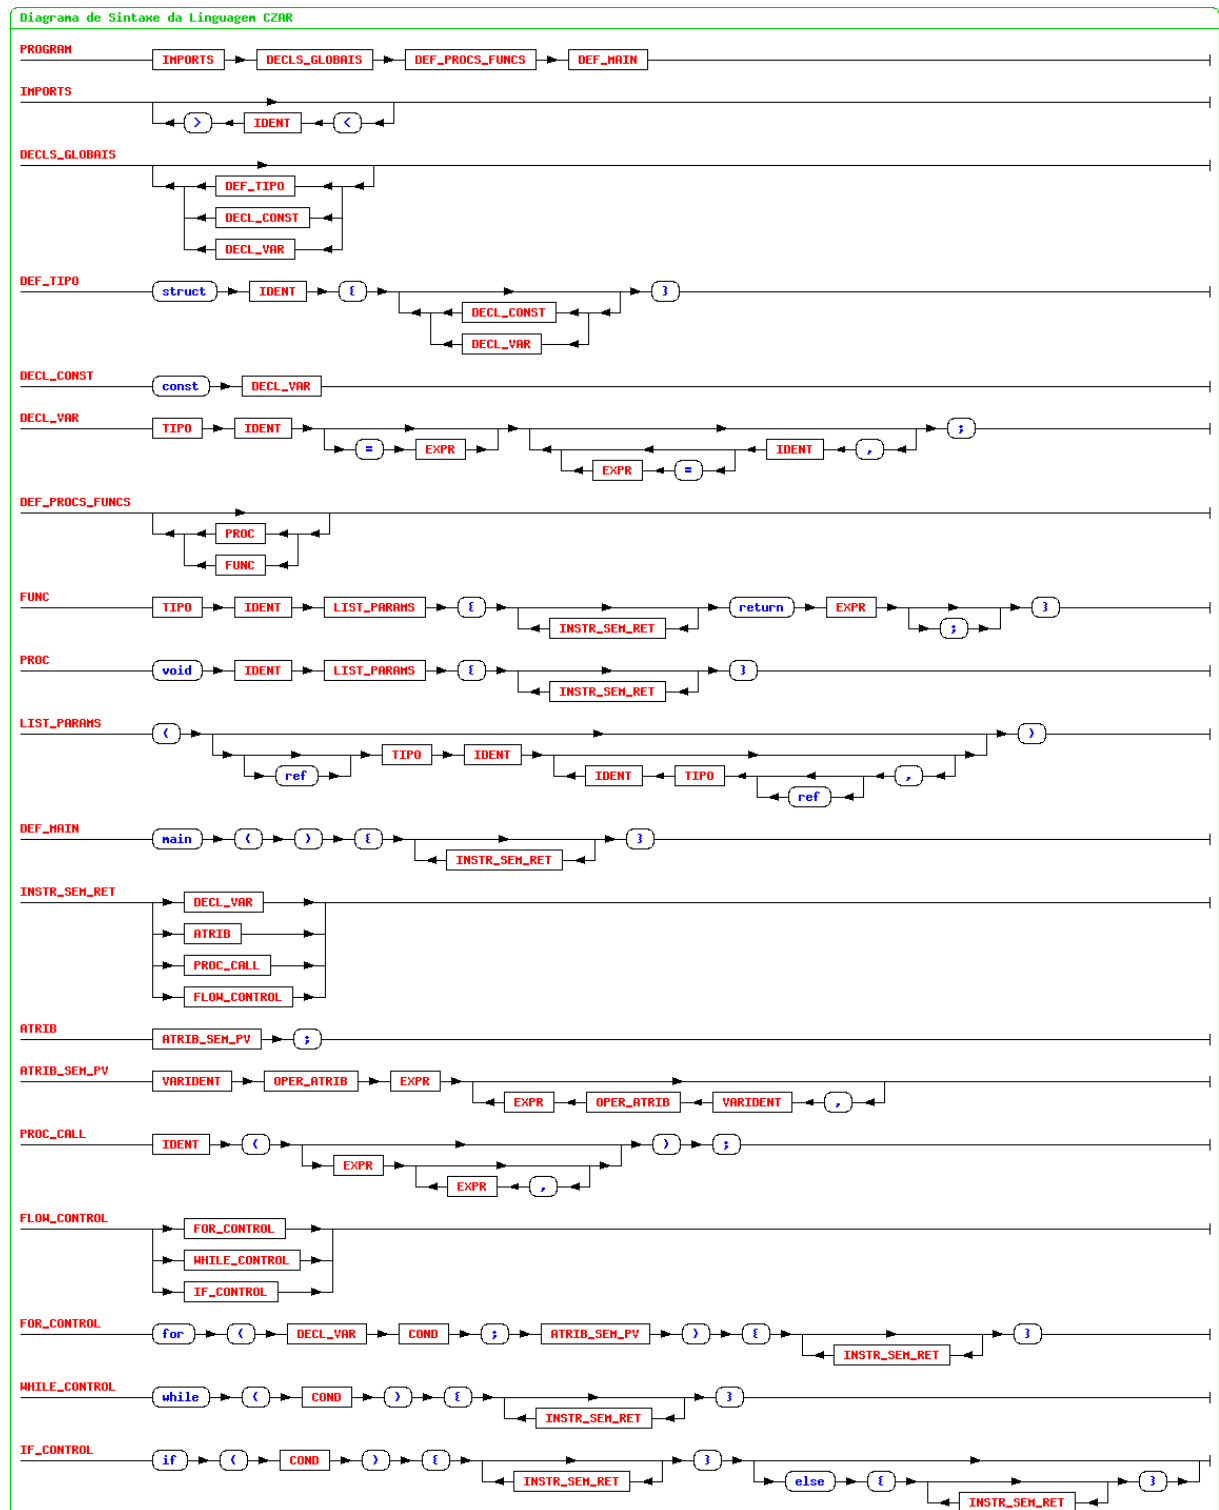 Diagrama de Sintaxe da Linguagem CZAR
PROGRAM
IMPORTS DECLS_GLOBAIS DEF_PROCS_FUNCS DEF_MAIN
IMPORTS
> IDENT <
DECLS_GLOBAIS
DEF_TIPO
DECL_CONST
DECL_VAR
DEF_TIPO
struct IDENT { }
DECL_CONST
DECL_VAR
DECL_CONST
const DECL_VAR
DECL_VAR
TIPO IDENT ;
= EXPR IDENT ,
EXPR =
DEF_PROCS_FUNCS
PROC
FUNC
FUNC
TIPO IDENT LIST_PARAMS { return EXPR }
INSTR_SEM_RET ;
PROC
void IDENT LIST_PARAMS { }
INSTR_SEM_RET
LIST_PARAMS
( )
TIPO IDENT
ref IDENT TIPO ,
ref
DEF_MAIN
main ( ) { }
INSTR_SEM_RET
INSTR_SEM_RET
DECL_VAR
ATRIB
PROC_CALL
FLOW_CONTROL
ATRIB
ATRIB_SEM_PV ;
ATRIB_SEM_PV
VARIDENT OPER_ATRIB EXPR
EXPR OPER_ATRIB VARIDENT ,
PROC_CALL
IDENT ( ) ;
EXPR
EXPR ,
FLOW_CONTROL
FOR_CONTROL
WHILE_CONTROL
IF_CONTROL
FOR_CONTROL
for ( DECL_VAR COND ; ATRIB_SEM_PV ) { }
INSTR_SEM_RET
WHILE_CONTROL
while ( COND ) { }
INSTR_SEM_RET
IF_CONTROL
if ( COND ) { }
INSTR_SEM_RET else { }
INSTR_SEM_RET